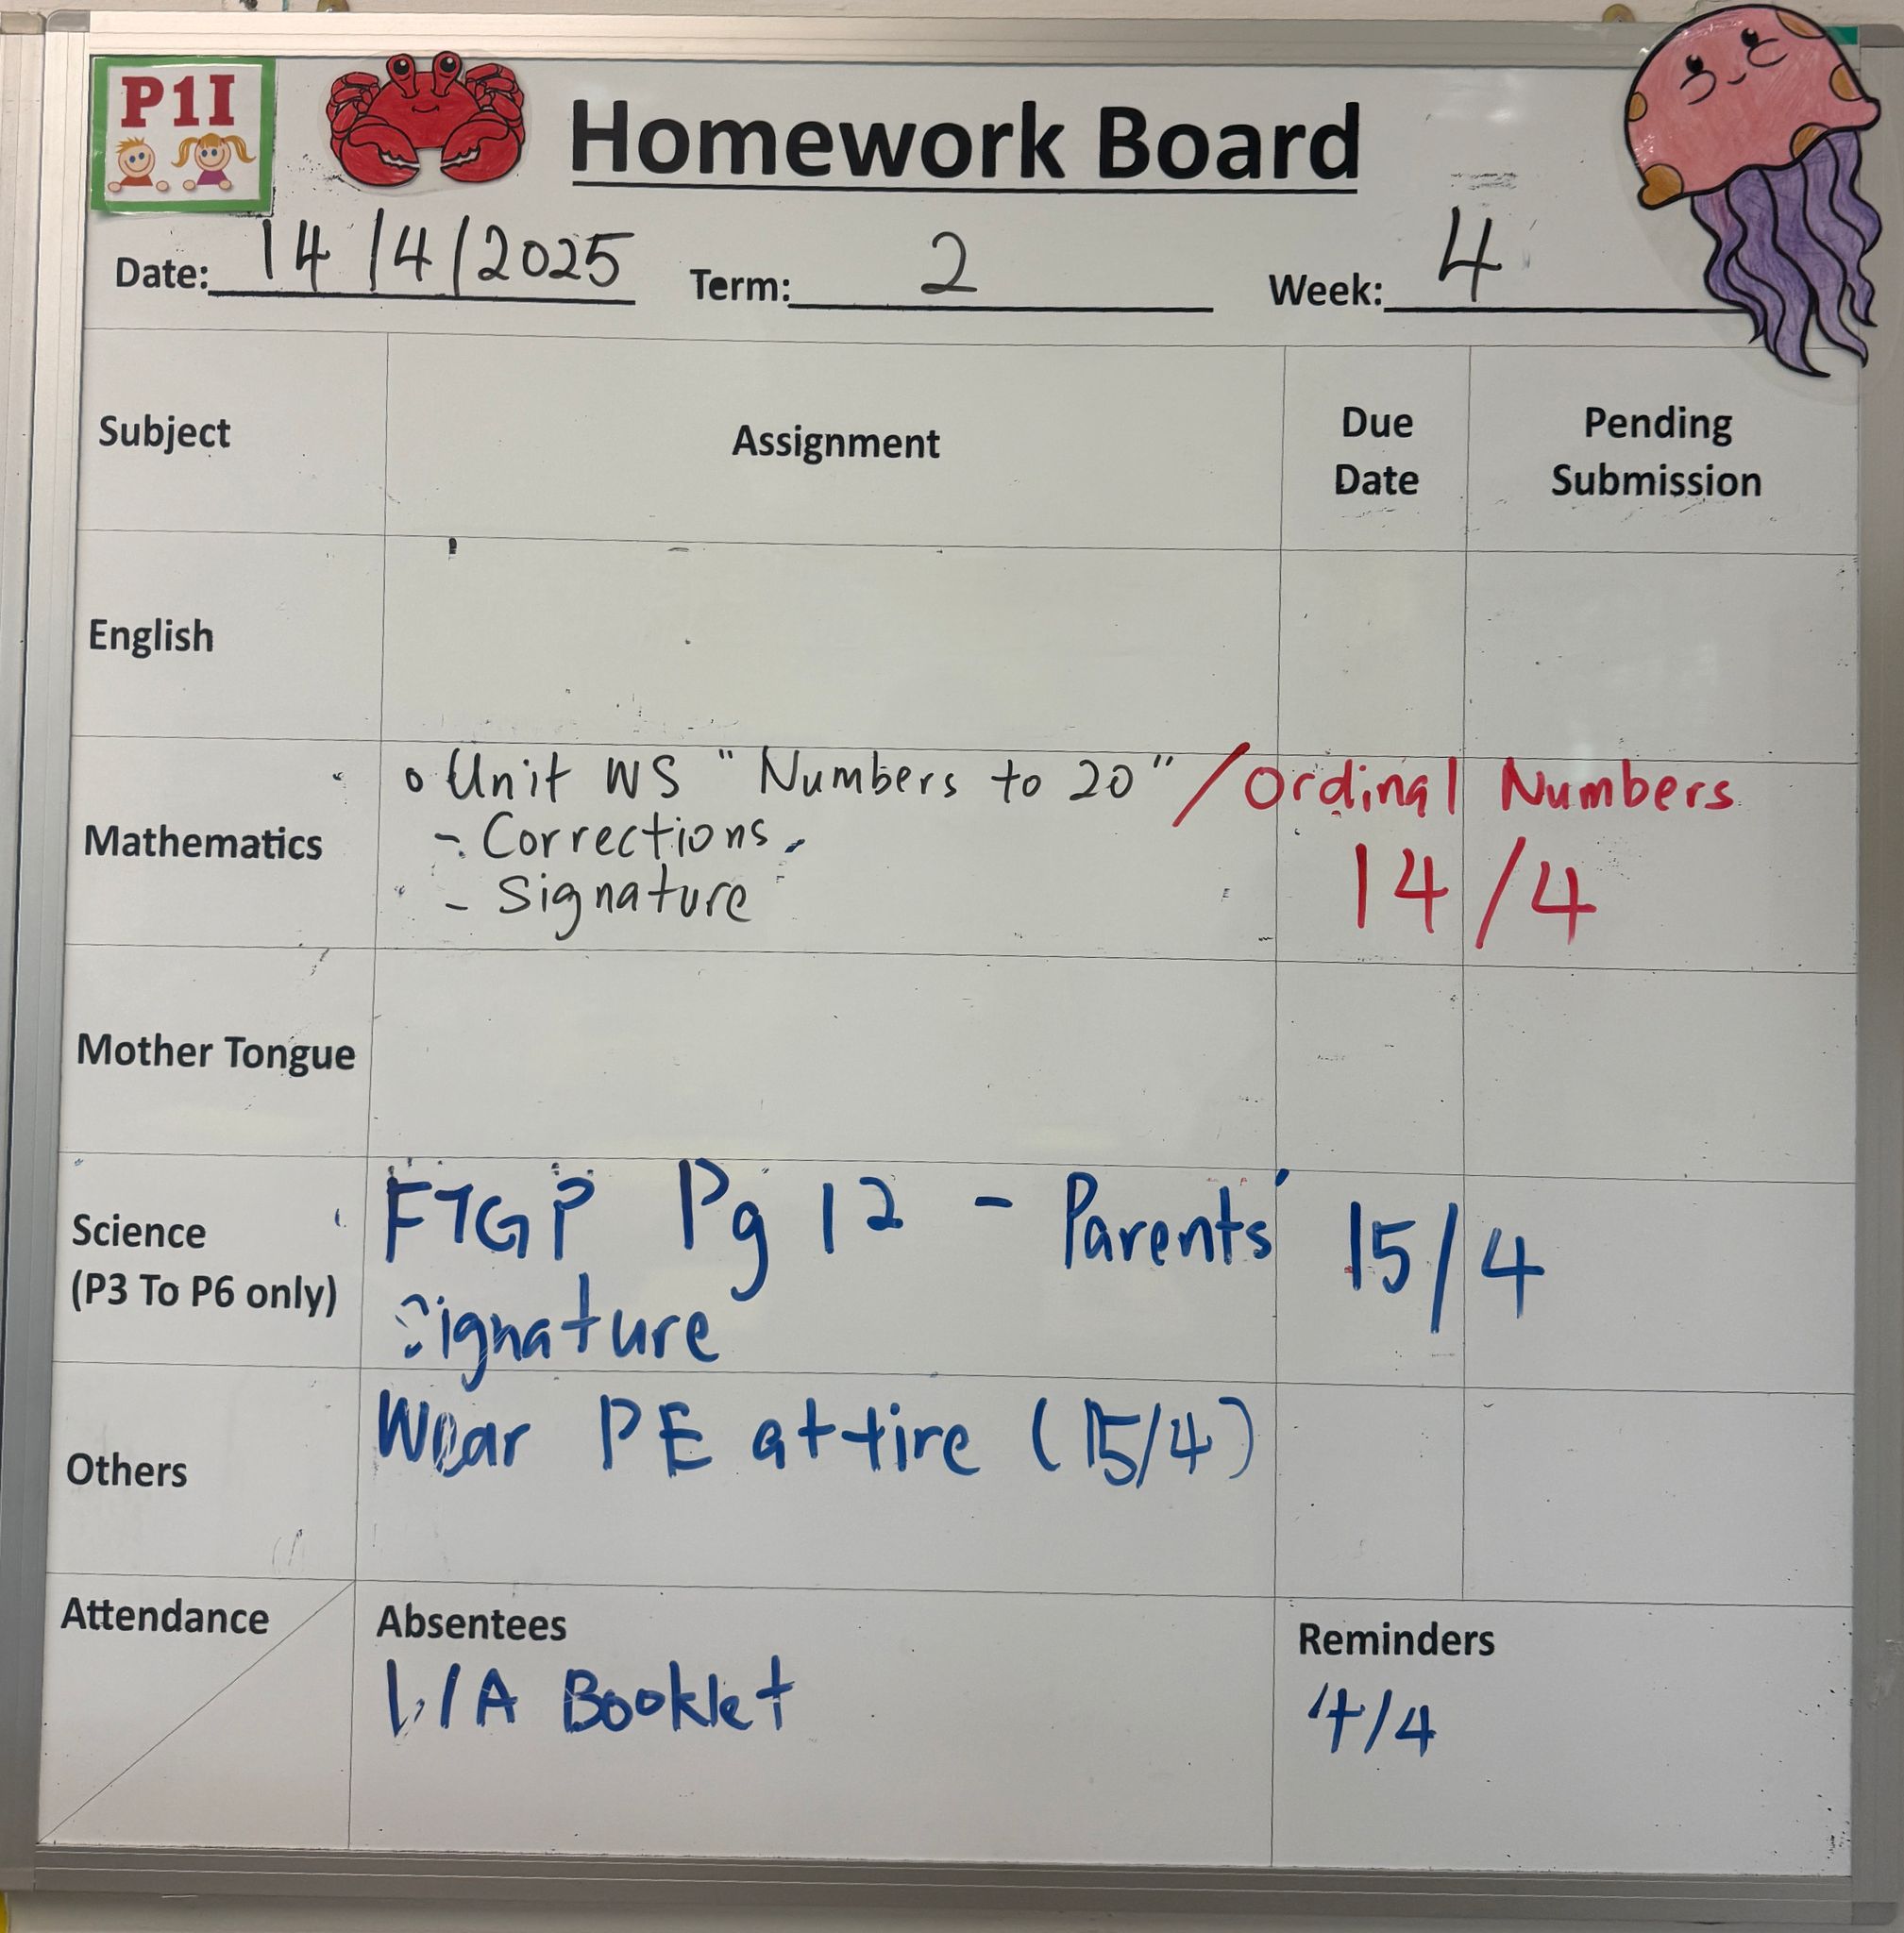 P1I
Homework Board
Date: 14/4/2025 Term: 2 Week: 4
Subject Assignment Due Date Pending Submission
English
Mathematics
o Unit WS "Numbers to 20" / Ordinal Numbers
- Corrections
- Signature
14/4
Mother Tongue
Science
(P3 To P6 only)
FTGP Pg 12 - Parents' 15/4
Signature
Others Wear PE attire (15/4)
Attendance Absentees Reminders
Booklet 4/4